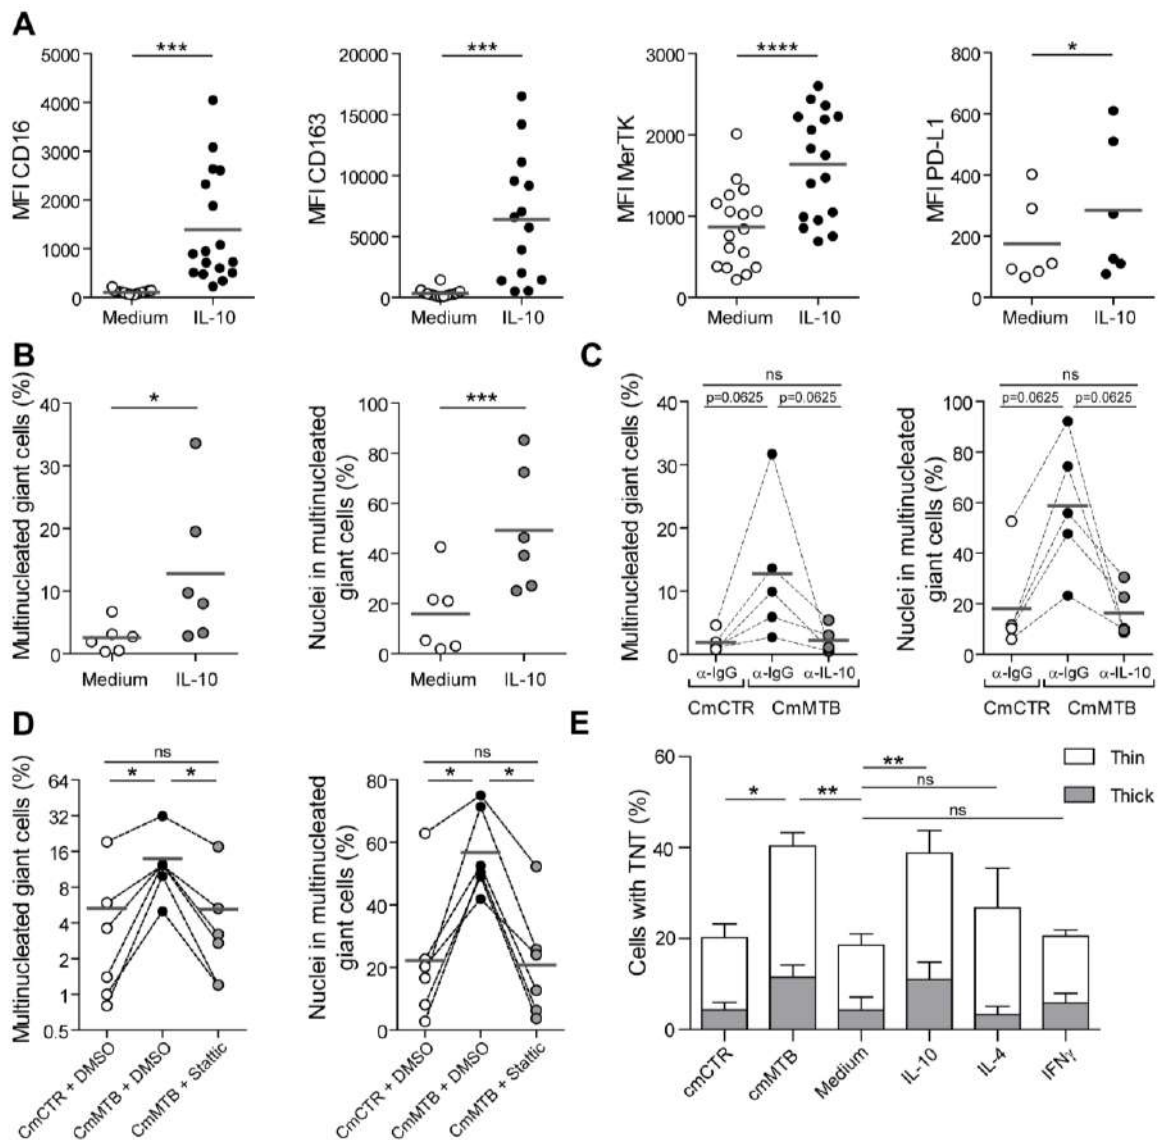 A
***
***
****
*
5000
4000
3000
2000
1000
0
MFI CD16
Medium
IL-10
20000
15000
10000
5000
0
MFI CD163
Medium
IL-10
3000
2000
1000
0
MFI MerTK
Medium
IL-10
800
600
400
200
0
MFI PD-L1
Medium
IL-10
B
*
40
30
20
10
0
Multinucleated giant cells (%)
Medium
IL-10
***
100
80
60
40
20
0
Nuclei in multinucleated
giant cells (%)
Medium
IL-10
C
ns
p=0.0625
p=0.0625
40
30
20
10
0
Multinucleated giant cells (%)
α-IgG
α-IgG
α-IL-10
CmCTR
CmMTB
ns
p=0.0625
p=0.0625
100
80
60
40
20
0
Nuclei in multinucleated
giant cells (%)
α-IgG
α-IgG
α-IL-10
CmCTR
CmMTB
D
ns
*
*
64
32
16
8
4
2
1
0.5
Multinucleated giant cells (%)
CmCTR + DMSO
CmMTB + DMSO
CmMTB + Stattic
ns
*
*
80
60
40
20
0
Nuclei in multinucleated
giant cells (%)
CmCTR + DMSO
CmMTB + DMSO
CmMTB + Stattic
E
60
40
20
0
Cells with TNT (%)
*
**
**
ns
ns
Thin
Thick
cmCTR
cmMTB
Medium
IL-10
IL-4
IFNγ